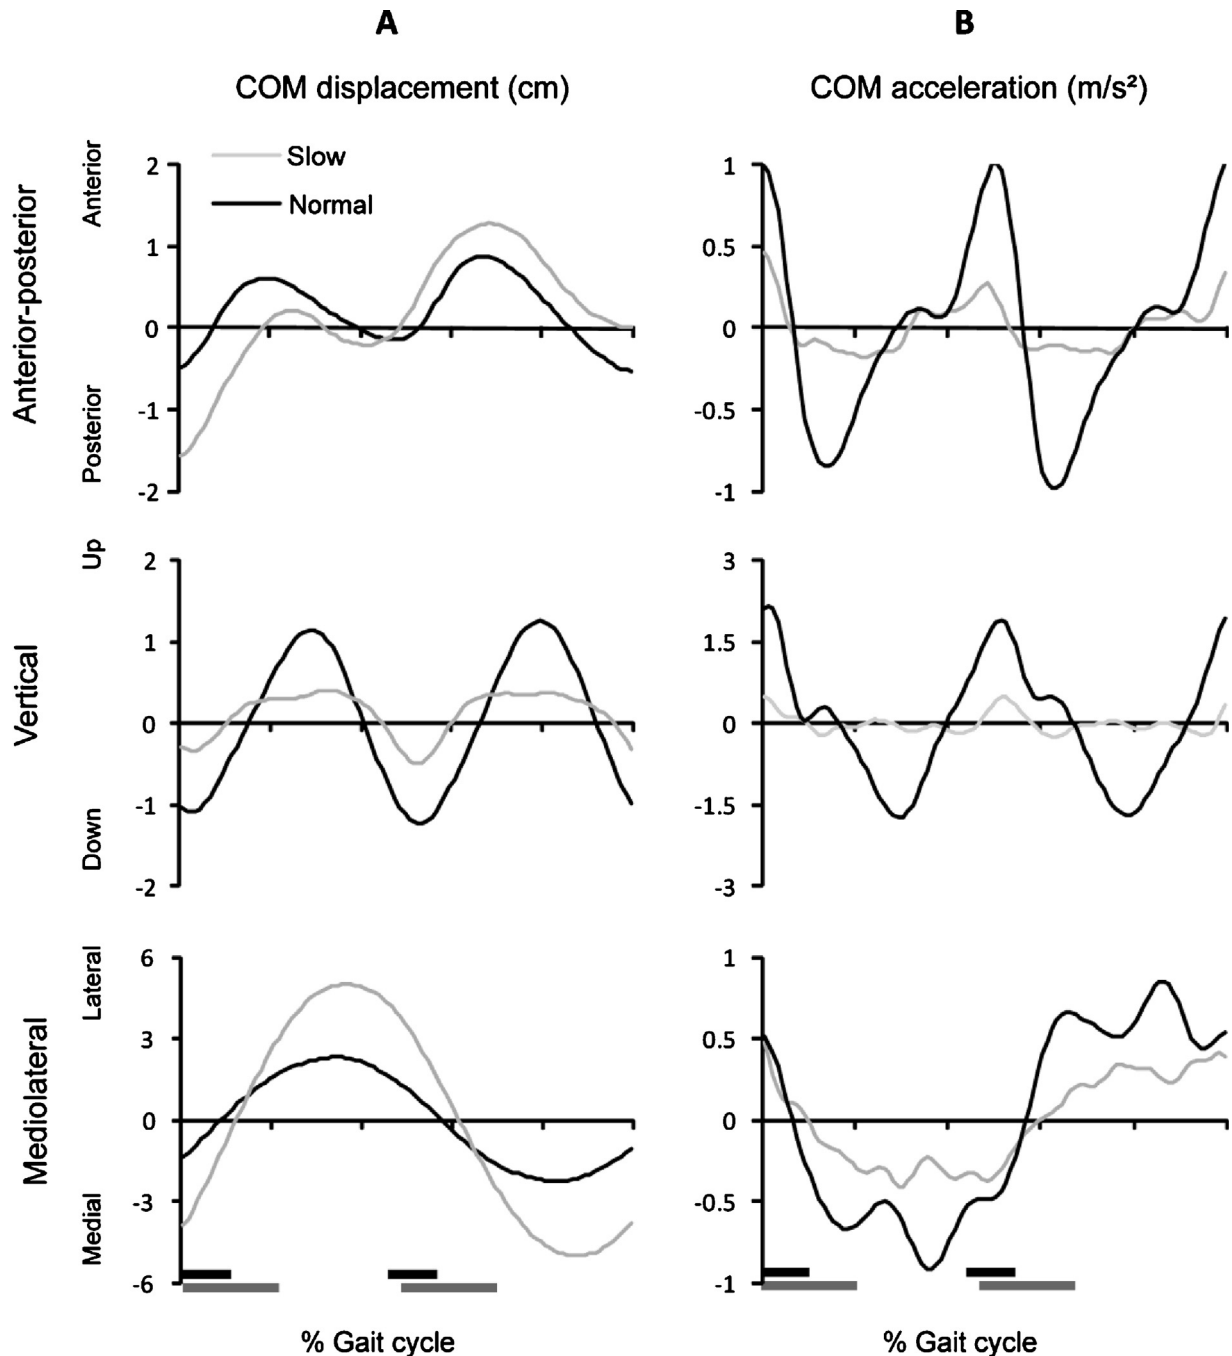 A
B
COM displacement (cm)
COM acceleration (m/s²)
Anterior-posterior
Anterior
Posterior
Slow
Normal
2
1
0
-1
-2
1
0.5
0
-0.5
-1
Vertical
Up
Down
2
1
0
-1
-2
3
1.5
0
-1.5
-3
Mediolateral
Lateral
Medial
6
3
0
-3
-6
1
0.5
0
-0.5
-1
% Gait cycle
% Gait cycle